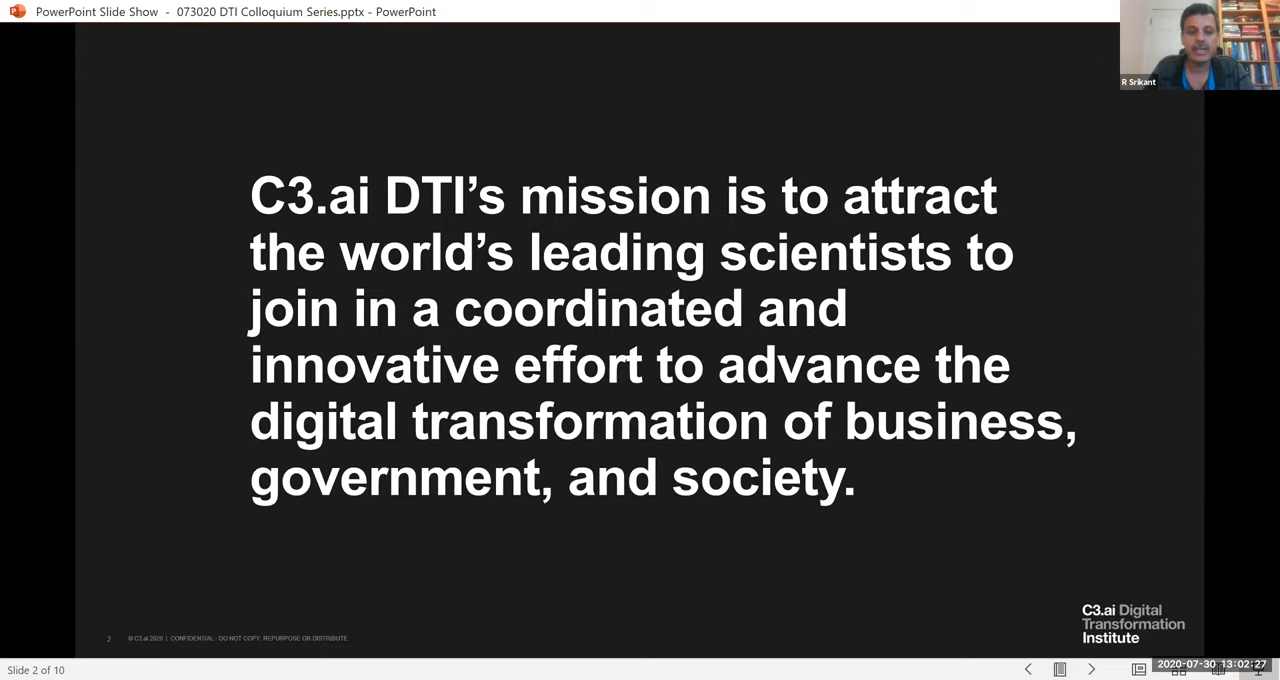 PowerPoint Slide Show - 073020 DTI Colloquium Series.pptx - PowerPoint
R Srikant
C3.ai DTI’s mission is to attract
the world’s leading scientists to
join in a coordinated and
innovative effort to advance the
digital transformation of business,
government, and society.
2 © C3.ai 2020 | CONFIDENTIAL - DO NOT COPY, REPURPOSE OR DISTRIBUTE
C3.ai Digital
Transformation
Institute
Slide 2 of 10
2020-07-30 13:02:27